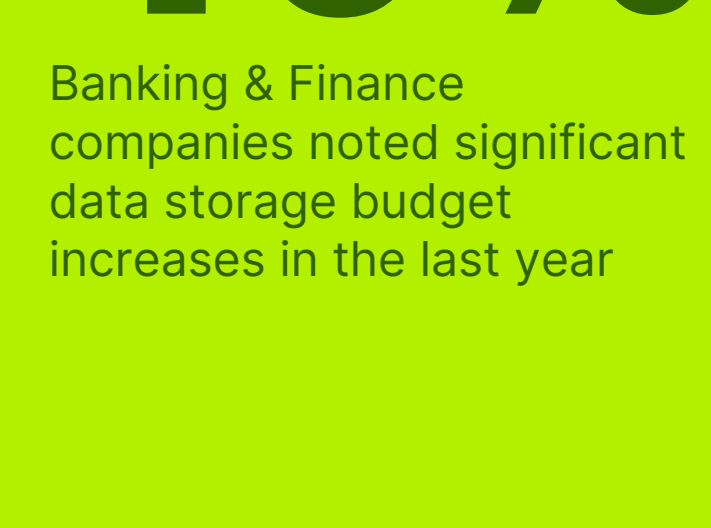 Banking & Finance
companies noted significant
data storage budget
increases in the last year